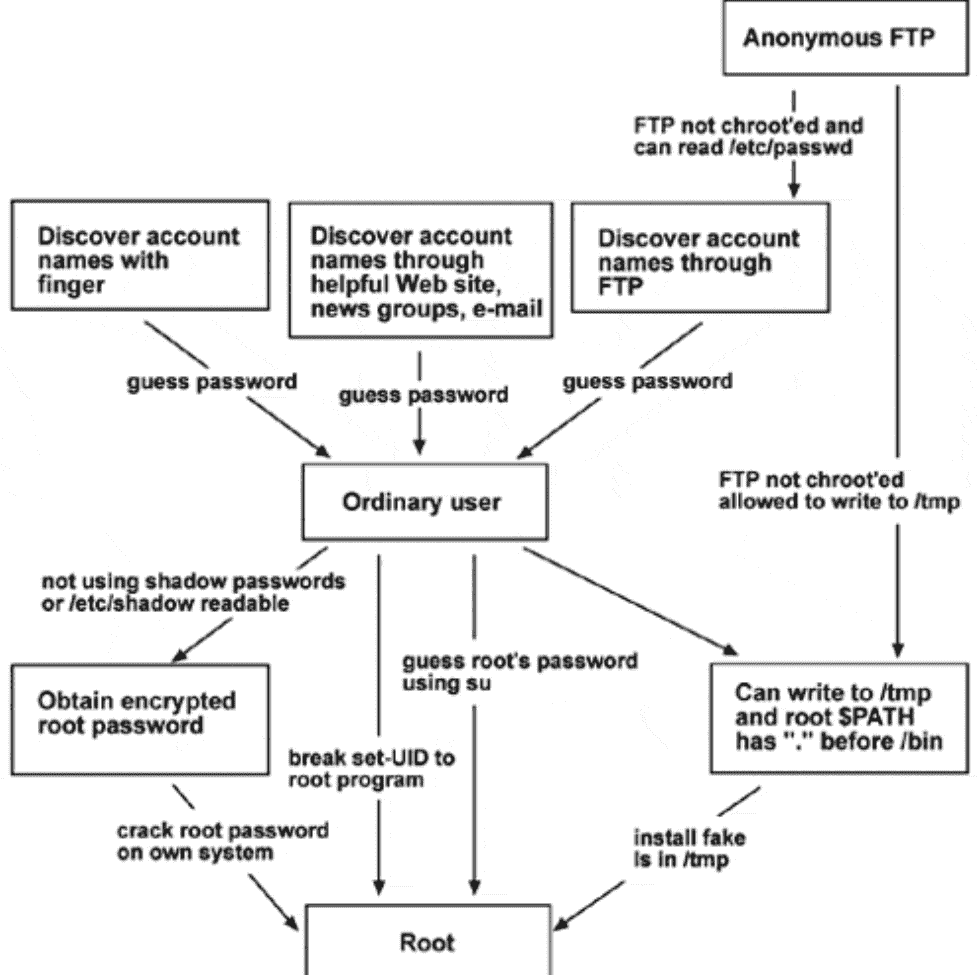 Anonymous FTP
FTP not chroot'ed and
can read /etc/passwd
Discover account
names with
finger
Discover account
names through
helpful Web site,
news groups, e-mail
Discover account
names through
FTP
guess password
guess password
guess password
Ordinary user
FTP not chroot'ed
allowed to write to /tmp
not using shadow passwords
or /etc/shadow readable
guess root's password
using su
Obtain encrypted
root password
Can write to /tmp
and root $PATH
has "." before /bin
break set-UID to
root program
crack root password
on own system
install fake
ls in /tmp
Root